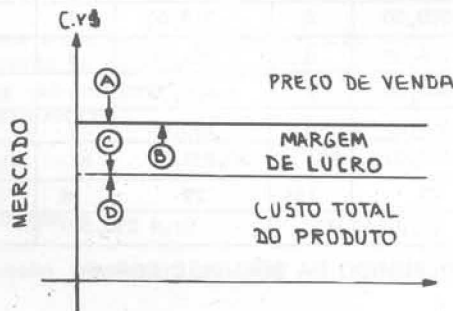 C.r$
A
PREÇO DE VENDA
C
B
MARGEM
DE LUCRO
D
CUSTO TOTAL
DO PRODUTO
MERCADO